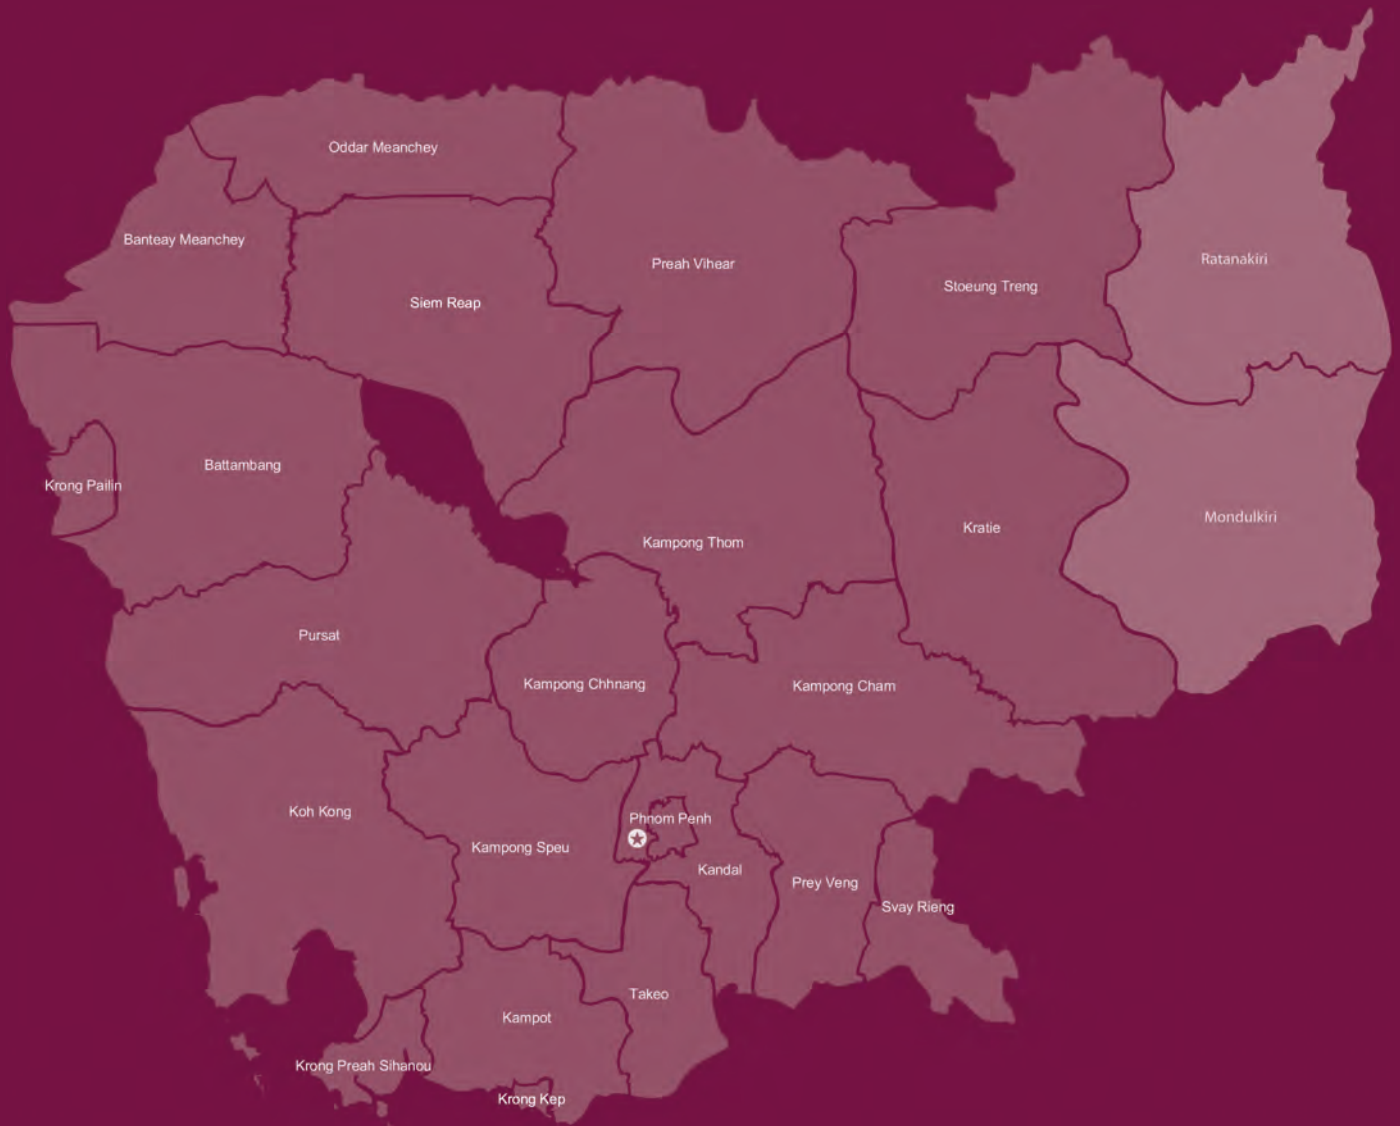 Oddar Meanchey
Banteay Meanchey
Preah Vihear
Ratanakiri
Stoeung Treng
Siem Reap
Battambang
Krong Pailin
Mondulkiri
Kratie
Kampong Thom
Pursat
Kampong Chhnang
Kampong Cham
Koh Kong
Phnom Penh
Kampong Speu
Kandal
Prey Veng
Svay Rieng
Takeo
Kampot
Krong Preah Sihanou
Krong Kep